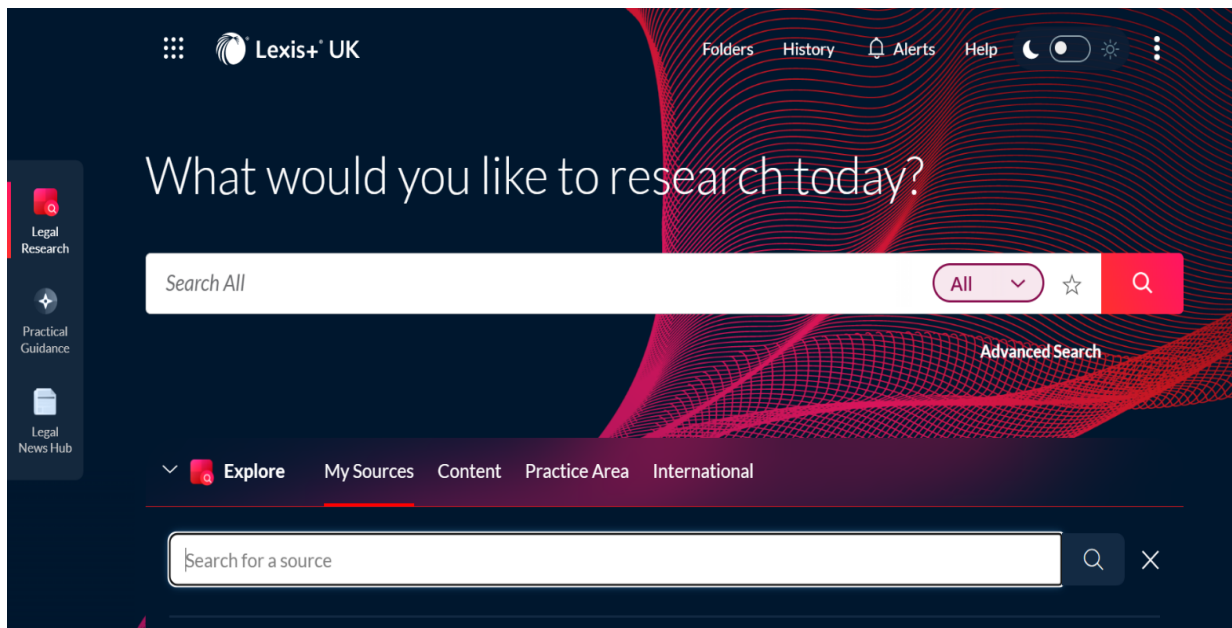 Lexis+® UK
Folders History Alerts Help
What would you like to research today?
Legal
Research
Search All
All
Practical
Guidance
Advanced Search
Legal
News Hub
Explore My Sources Content Practice Area International
Search for a source